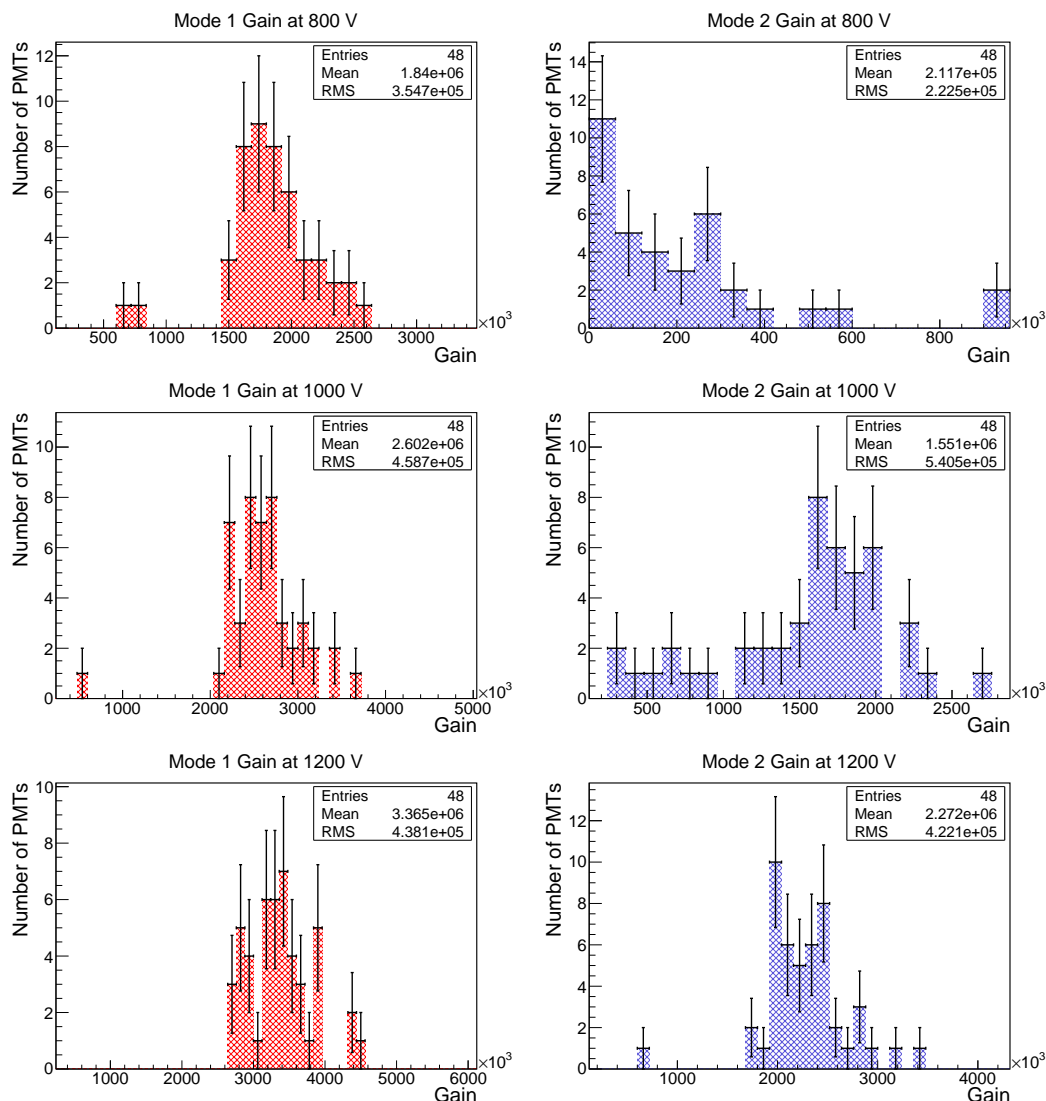 Mode 1 Gain at 800 V
Number of PMTs
12
10
8
6
4
2
0
Entries 48
Mean 1.84e+06
RMS 3.547e+05
500 1000 1500 2000 2500 3000
×10³
Gain
Mode 2 Gain at 800 V
Number of PMTs
14
12
10
8
6
4
2
0
Entries 48
Mean 2.117e+05
RMS 2.225e+05
0 200 400 600 800
×10³
Gain
Mode 1 Gain at 1000 V
Number of PMTs
10
8
6
4
2
0
Entries 48
Mean 2.602e+06
RMS 4.587e+05
1000 2000 3000 4000 5000
×10³
Gain
Mode 2 Gain at 1000 V
Number of PMTs
10
8
6
4
2
0
Entries 48
Mean 1.551e+06
RMS 5.405e+05
500 1000 1500 2000 2500
×10³
Gain
Mode 1 Gain at 1200 V
Number of PMTs
10
8
6
4
2
0
Entries 48
Mean 3.365e+06
RMS 4.381e+05
1000 2000 3000 4000 5000 6000
×10³
Gain
Mode 2 Gain at 1200 V
Number of PMTs
12
10
8
6
4
2
0
Entries 48
Mean 2.272e+06
RMS 4.221e+05
1000 2000 3000 4000
×10³
Gain